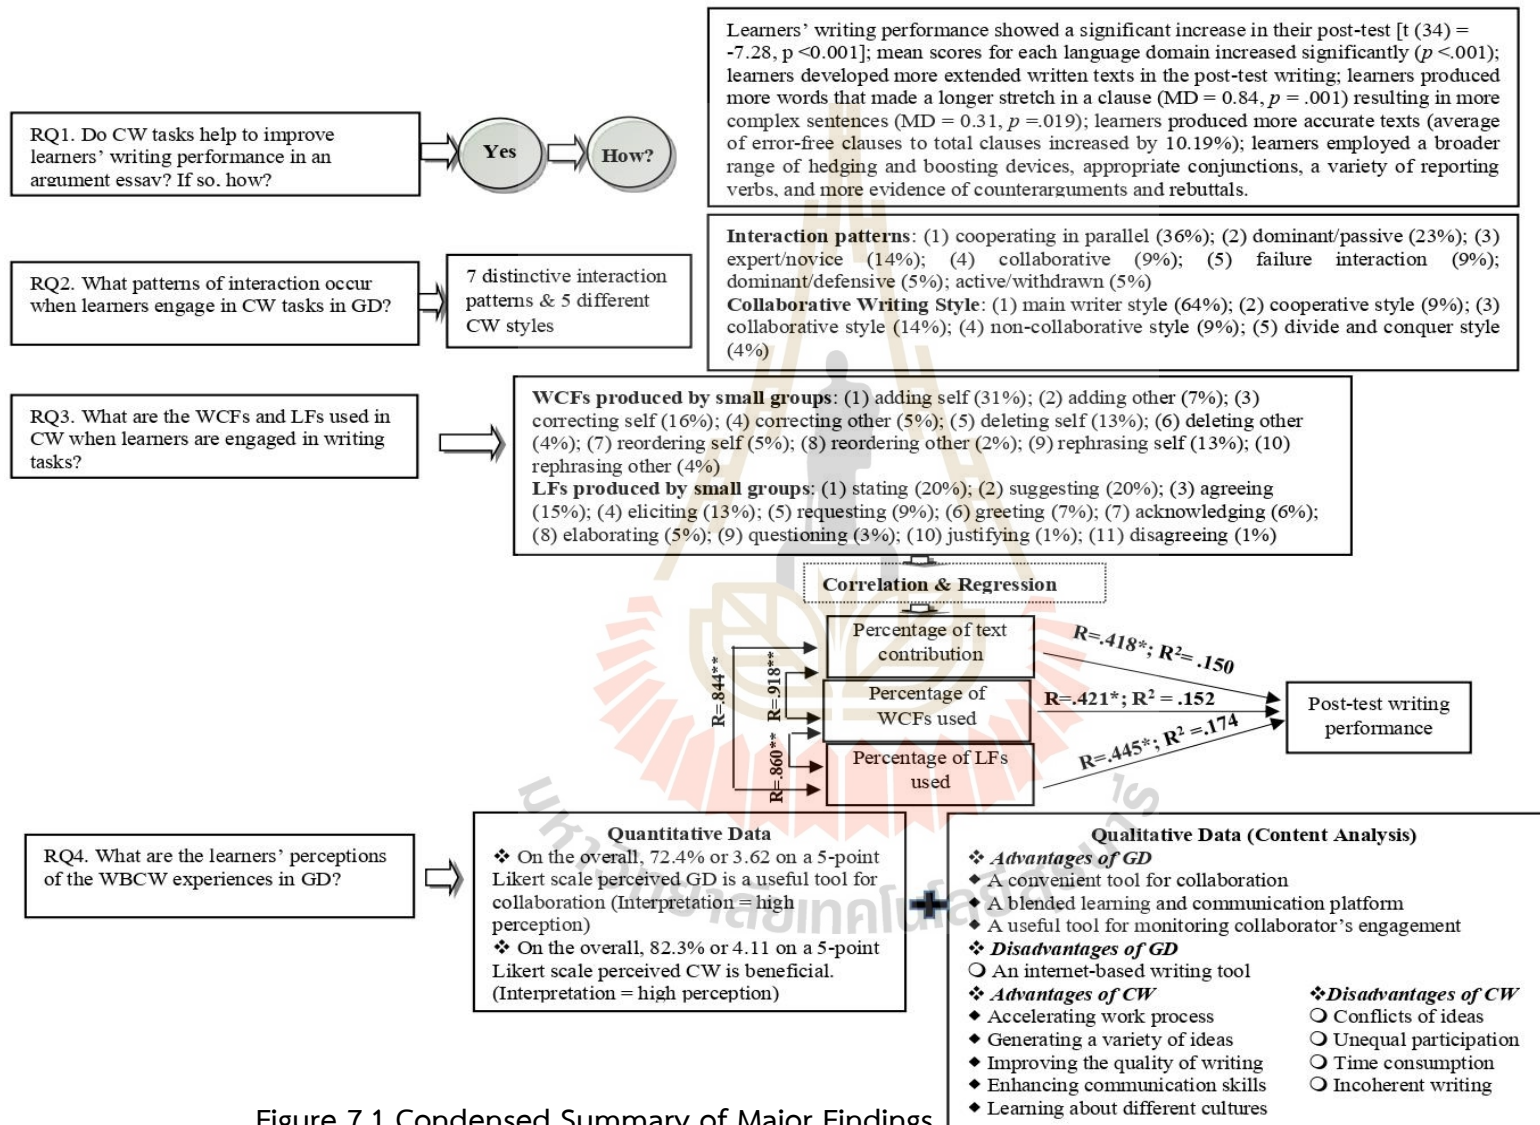 RQ1. Do CW tasks help to improve
learners' writing performance in an
argument essay? If so, how?
Yes
How?
Learners' writing performance showed a significant increase in their post-test [t (34) =
-7.28, p <0.001]; mean scores for each language domain increased significantly (p <.001);
learners developed more extended written texts in the post-test writing; learners produced
more words that made a longer stretch in a clause (MD = 0.84, p = .001) resulting in more
complex sentences (MD = 0.31, p =.019); learners produced more accurate texts (average
of error-free clauses to total clauses increased by 10.19%); learners employed a broader
range of hedging and boosting devices, appropriate conjunctions, a variety of reporting
verbs, and more evidence of counterarguments and rebuttals.
RQ2. What patterns of interaction occur
when learners engage in CW tasks in GD?
7 distinctive interaction
patterns & 5 different
CW styles
Interaction patterns: (1) cooperating in parallel (36%); (2) dominant/passive (23%); (3)
expert/novice (14%); (4) collaborative (9%); (5) failure interaction (9%);
dominant/defensive (5%); active/withdrawn (5%)
Collaborative Writing Style: (1) main writer style (64%); (2) cooperative style (9%); (3)
collaborative style (14%); (4) non-collaborative style (9%); (5) divide and conquer style
(4%)
RQ3. What are the WCFs and LFs used in
CW when learners are engaged in writing
tasks?
WCFs produced by small groups: (1) adding self (31%); (2) adding other (7%); (3)
correcting self (16%); (4) correcting other (5%); (5) deleting self (13%); (6) deleting other
(4%); (7) reordering self (5%); (8) reordering other (2%); (9) rephrasing self (13%); (10)
rephrasing other (4%)
LFs produced by small groups: (1) stating (20%); (2) suggesting (20%); (3) agreeing
(15%); (4) eliciting (13%); (5) requesting (9%); (6) greeting (7%); (7) acknowledging (6%);
(8) elaborating (5%); (9) questioning (3%); (10) justifying (1%); (11) disagreeing (1%)
Correlation & Regression
Percentage of text
contribution
Percentage of
WCFs used
Percentage of LFs
used
R=.844**
R=.918**
R=.860**
R=.418*; R²= .150
R=.421*; R² = .152
R=.445*; R² =.174
Post-test writing
performance
RQ4. What are the learners' perceptions
of the WBCW experiences in GD?
Quantitative Data
❖ On the overall, 72.4% or 3.62 on a 5-point
Likert scale perceived GD is a useful tool for
collaboration (Interpretation = high
perception)
❖ On the overall, 82.3% or 4.11 on a 5-point
Likert scale perceived CW is beneficial.
(Interpretation = high perception)
Qualitative Data (Content Analysis)
❖ Advantages of GD
◆ A convenient tool for collaboration
◆ A blended learning and communication platform
◆ A useful tool for monitoring collaborator's engagement
❖ Disadvantages of GD
❍ An internet-based writing tool
❖ Advantages of CW
◆ Accelerating work process
◆ Generating a variety of ideas
◆ Improving the quality of writing
◆ Enhancing communication skills
◆ Learning about different cultures
❖Disadvantages of CW
❍ Conflicts of ideas
❍ Unequal participation
❍ Time consumption
❍ Incoherent writing
มหาวิทยาลัยเทคโนโลยีสุรนารี
Figure 7.1 Condensed Summary of Major Findings